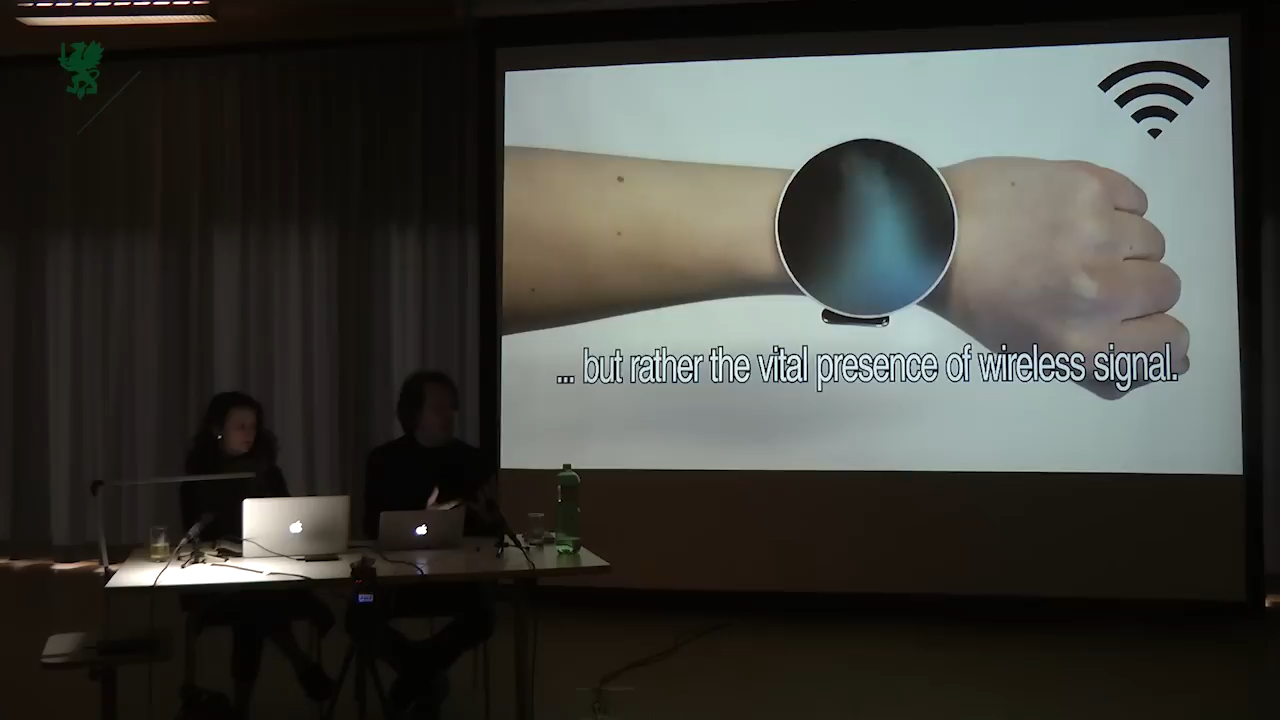 ... but rather the vital presence of wireless signal.